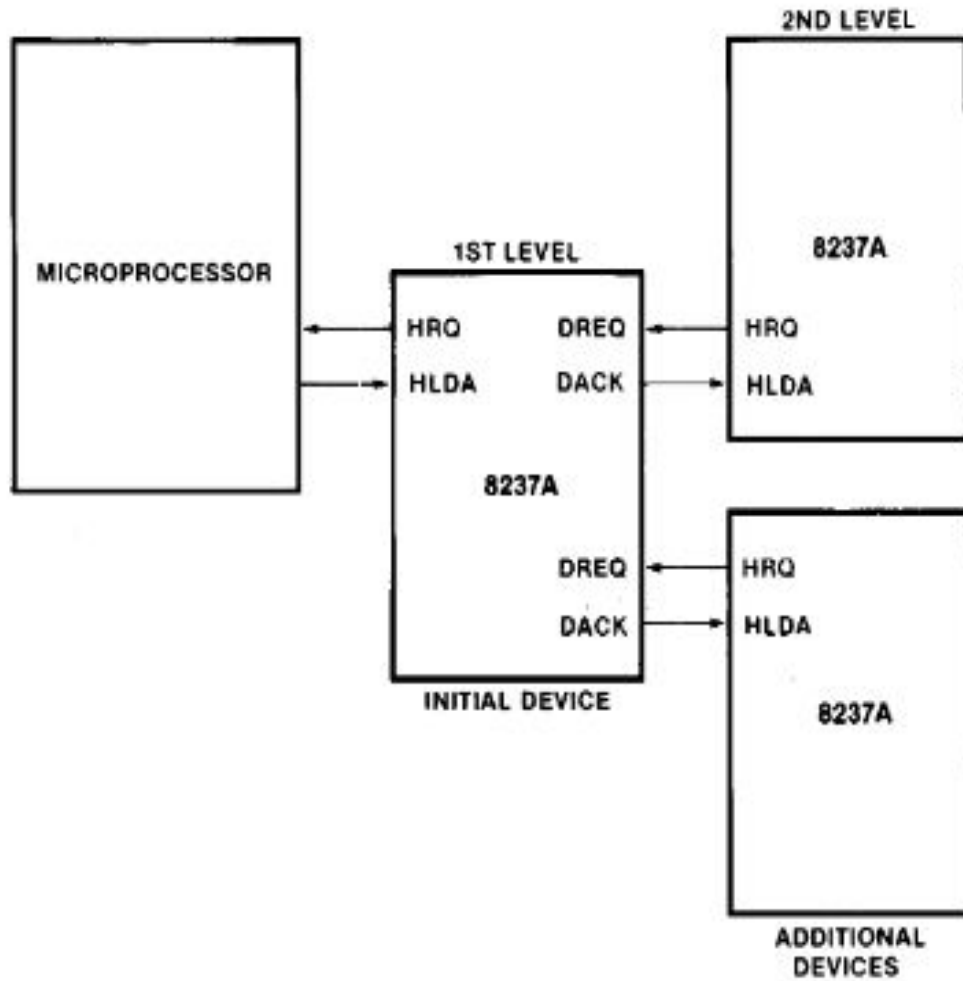 2ND LEVEL
8237A
HRQ
HLDA
MICROPROCESSOR
1ST LEVEL
HRQ DREQ
HLDA DACK
8237A
DREQ
DACK
INITIAL DEVICE
HRQ
HLDA
8237A
ADDITIONAL
DEVICES